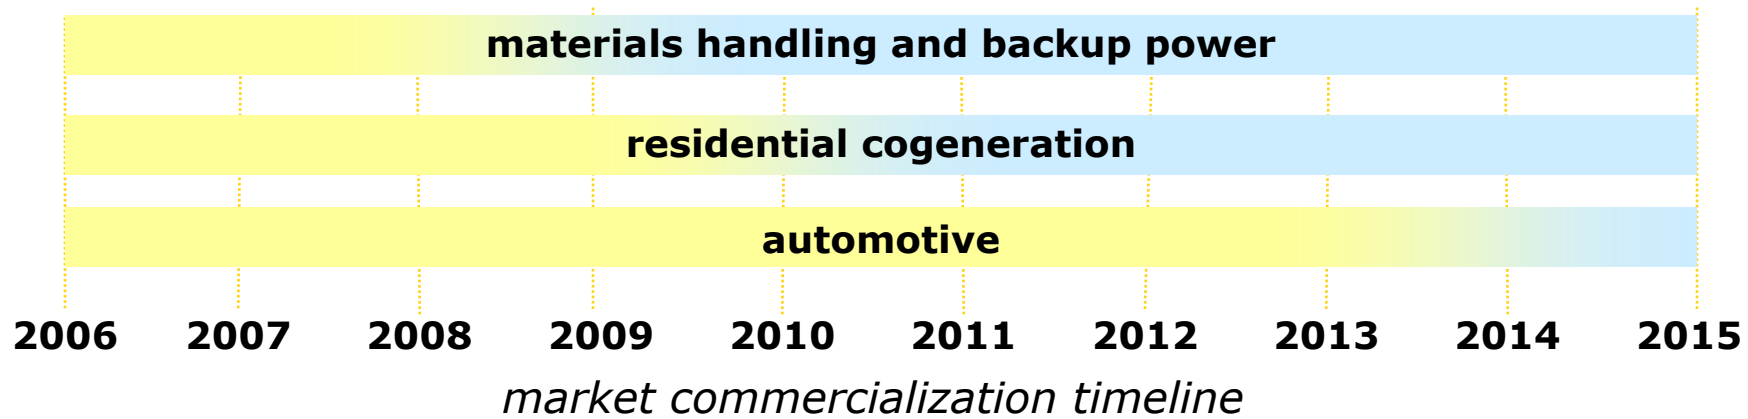 materials handling and backup power
residential cogeneration
automotive
2006 2007 2008 2009 2010 2011 2012 2013 2014 2015
market commercialization timeline